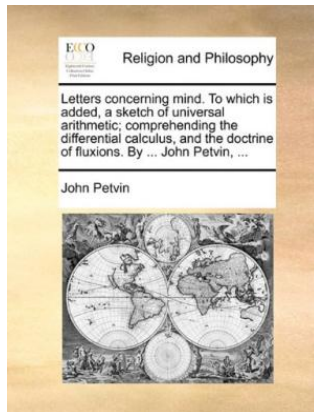 ECCO
Religion and Philosophy
Letters concerning mind. To which is
added, a sketch of universal
arithmetic; comprehending the
differential calculus, and the doctrine
of fluxions. By ... John Petvin, ...
John Petvin